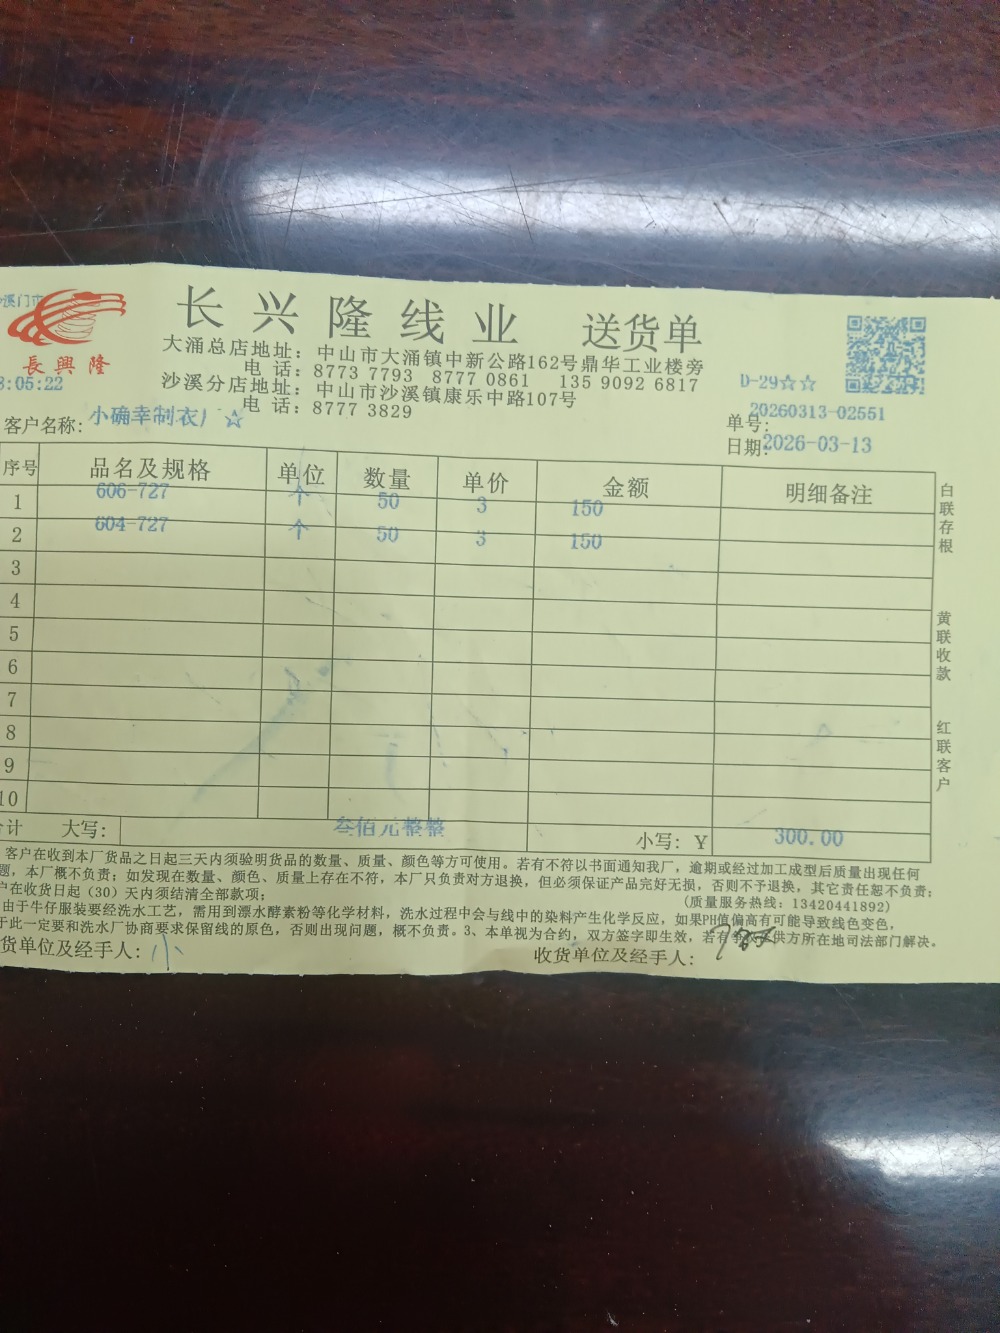 沙溪门市
長興隆
长兴隆线业 送货单
大涌总店地址：中山市大涌镇中新公路162号鼎华工业楼旁
电话：8773 7793 8777 0861 135 9092 6817
沙溪分店地址：中山市沙溪镇康乐中路107号
电话：8777 3829
8:05:22
D-29☆☆
客户名称：小确幸制衣厂☆
单号：20260313-02551
日期：2026-03-13
序号 品名及规格 单位 数量 单价 金额 明细备注
1 606-727 个 50 3 150
2 604-727 个 50 3 150
3
4
5
6
7
8
9
10
计 大写： 叁佰元整整 小写：￥ 300.00
白联存根
黄联收款
红联客户
客户在收到本厂货品之日起三天内须验明货品的数量、质量、颜色等方可使用。若有不符以书面通知我厂，逾期或经过加工成型后质量出现任何
题，本厂概不负责；如发现在数量、颜色、质量上存在不符，本厂只负责对方退换，但必须保证产品完好无损，否则不予退换，其它责任恕不负责；
户在收货日起（30）天内须结清全部款项； （质量服务热线：13420441892）
由于牛仔服装要经洗水工艺，需用到漂水酵素粉等化学材料，洗水过程中会与线中的染料产生化学反应，如果PH值偏高有可能导致线色变色，
于此一定要和洗水厂协商要求保留线的原色，否则出现问题，概不负责。3、本单视为合约，双方签字即生效，若有争议 供方所在地司法部门解决。
货单位及经手人：小 收货单位及经手人：